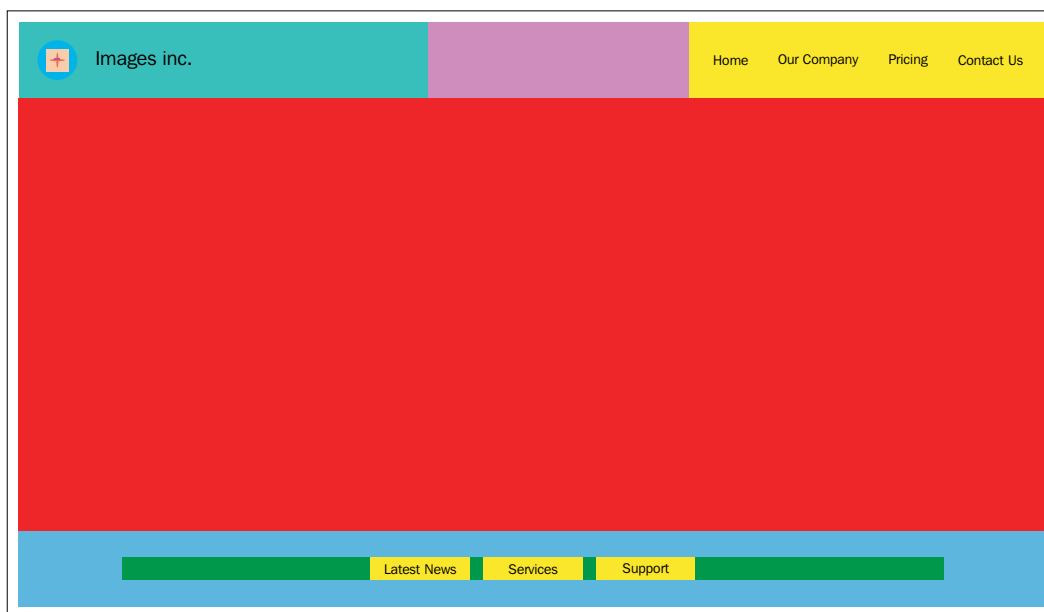 Images inc.
Home Our Company Pricing Contact Us
Latest News Services Support